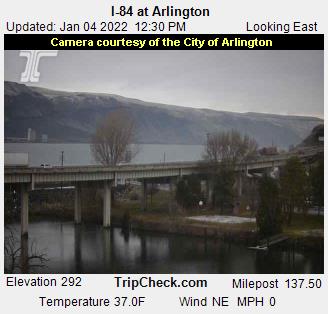 I-84 at Arlington
Updated: Jan 04 2022 12:30 PM Looking East
Camera courtesy of the City of Arlington
Elevation 292 TripCheck.com Milepost 137.50
Temperature 37.0F Wind NE MPH 0